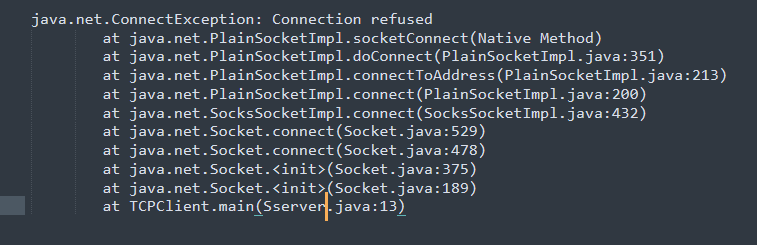 java.net.ConnectException: Connection refused
at java.net.PlainSocketImpl.socketConnect(Native Method)
at java.net.PlainSocketImpl.doConnect(PlainSocketImpl.java:351)
at java.net.PlainSocketImpl.connectToAddress(PlainSocketImpl.java:213)
at java.net.PlainSocketImpl.connect(PlainSocketImpl.java:200)
at java.net.SocksSocketImpl.connect(SocksSocketImpl.java:432)
at java.net.Socket.connect(Socket.java:529)
at java.net.Socket.connect(Socket.java:478)
at java.net.Socket.<init>(Socket.java:375)
at java.net.Socket.<init>(Socket.java:189)
at TCPClient.main(Sserver.java:13)